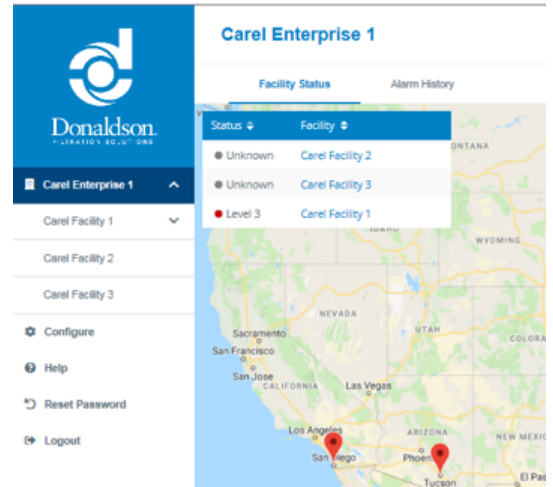 Donaldson.
FILTRATION SOLUTIONS
Carel Enterprise 1
Carel Facility 1
Carel Facility 2
Carel Facility 3
Configure
Help
Reset Password
Logout
Carel Enterprise 1
Facility Status Alarm History
Status Facility
Unknown Carel Facility 2
Unknown Carel Facility 3
Level 3 Carel Facility 1
ONTANA
IDAHO
WYOMING
NEVADA
UTAH
COLORA
Sacramento
San Francisco
San Jose
CALIFORNIA
Las Vegas
Los Angeles
ARIZONA
NEW MEXIC
San Diego
Phoen
Tucson
El Pas